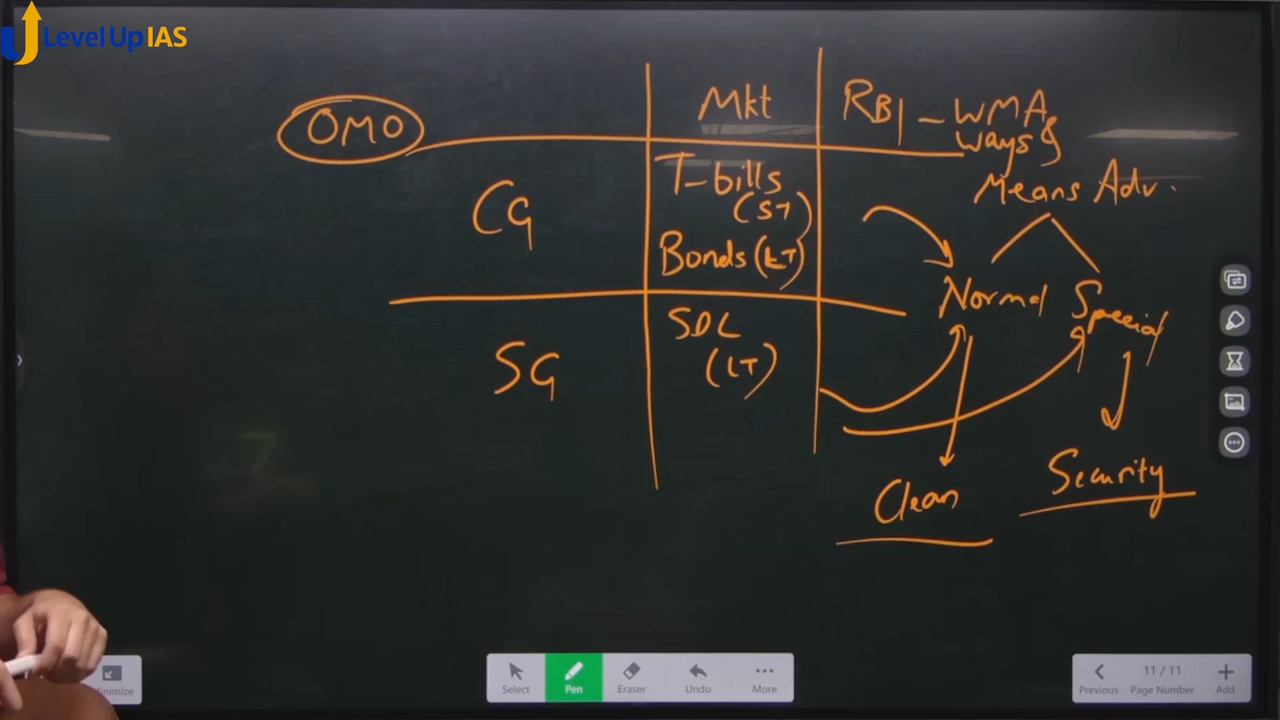 Level Up IAS
OMO
Mkt
RBI - WMA
Ways &
Means Adv.
CG
T-bills
(ST)
Bonds (LT)
Normal
Special
SG
SDL
(LT)
Clean
Security
Select
Pen
Eraser
Undo
More
Minimize
Previous
11 / 11
Page Number
Add